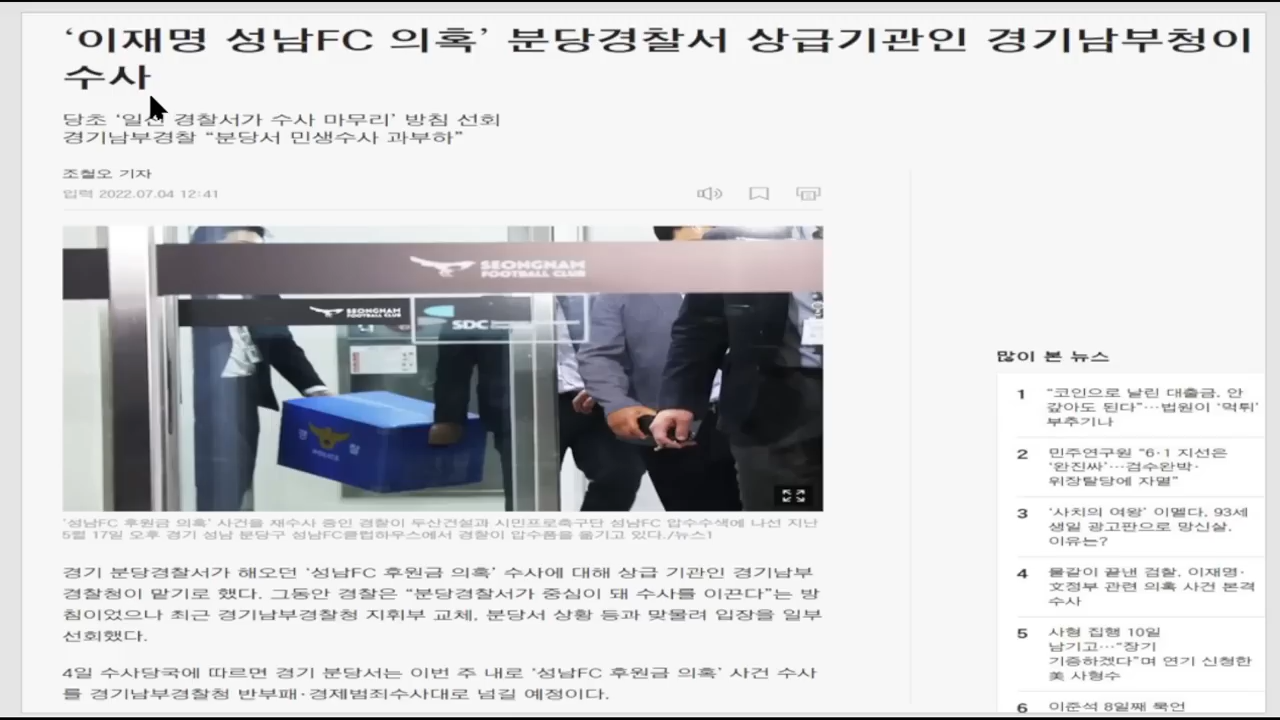 ‘이재명 성남FC 의혹’ 분당경찰서 상급기관인 경기남부청이
수사
당초 ‘일선 경찰서가 수사 마무리’ 방침 선회
경기남부경찰 “분당서 민생수사 과부하”
조철오 기자
입력 2022.07.04 12:41
SEONGNAM
FOOTBALL CLUB
SEONGNAM
FOOTBALL CLUB
SDC
경 찰
POLICE
‘성남FC 후원금 의혹’ 사건을 재수사 중인 경찰이 두산건설과 시민프로축구단 성남FC 압수수색에 나선 지난
5월 17일 오후 경기 성남 분당구 성남FC클럽하우스에서 경찰이 압수품을 옮기고 있다./뉴스1
경기 분당경찰서가 해오던 ‘성남FC 후원금 의혹’ 수사에 대해 상급 기관인 경기남부
경찰청이 맡기로 했다. 그동안 경찰은 “분당경찰서가 중심이 돼 수사를 이끈다”는 방
침이었으나 최근 경기남부경찰청 지휘부 교체, 분당서 상황 등과 맞물려 입장을 일부
선회했다.
4일 수사당국에 따르면 경기 분당서는 이번 주 내로 ‘성남FC 후원금 의혹’ 사건 수사
를 경기남부경찰청 반부패·경제범죄수사대로 넘길 예정이다.
많이 본 뉴스
1 “코인으로 날린 대출금, 안
갚아도 된다”…법원이 ‘먹튀’
부추기나
2 민주연구원 “6·1 지선은
‘완진싸’…검수완박·
위장탈당에 자멸”
3 ‘사치의 여왕’ 이멜다, 93세
생일 광고판으로 망신살,
이유는?
4 물갈이 끝낸 검찰, 이재명·
文정부 관련 의혹 사건 본격
수사
5 사형 집행 10일
남기고…“장기
기증하겠다”며 연기 신청한
美 사형수
6 이준석 8일째 묵언